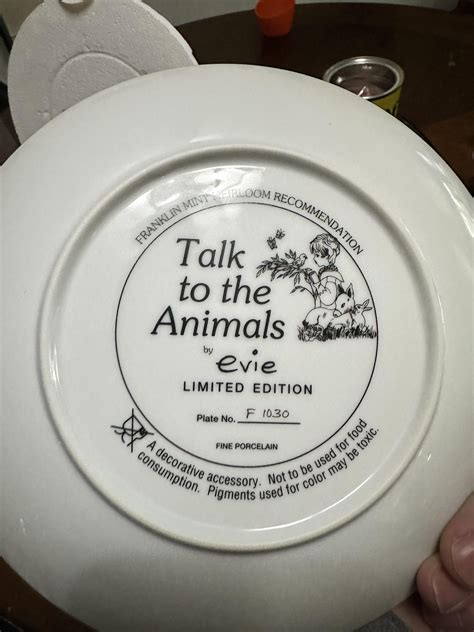 FRANKLIN MINT HEIRLOOM RECOMMENDATION
Talk
to the
Animals
by evie
LIMITED EDITION
Plate No. F 1030
FINE PORCELAIN
A decorative accessory. Not to be used for food
consumption. Pigments used for color may be toxic.